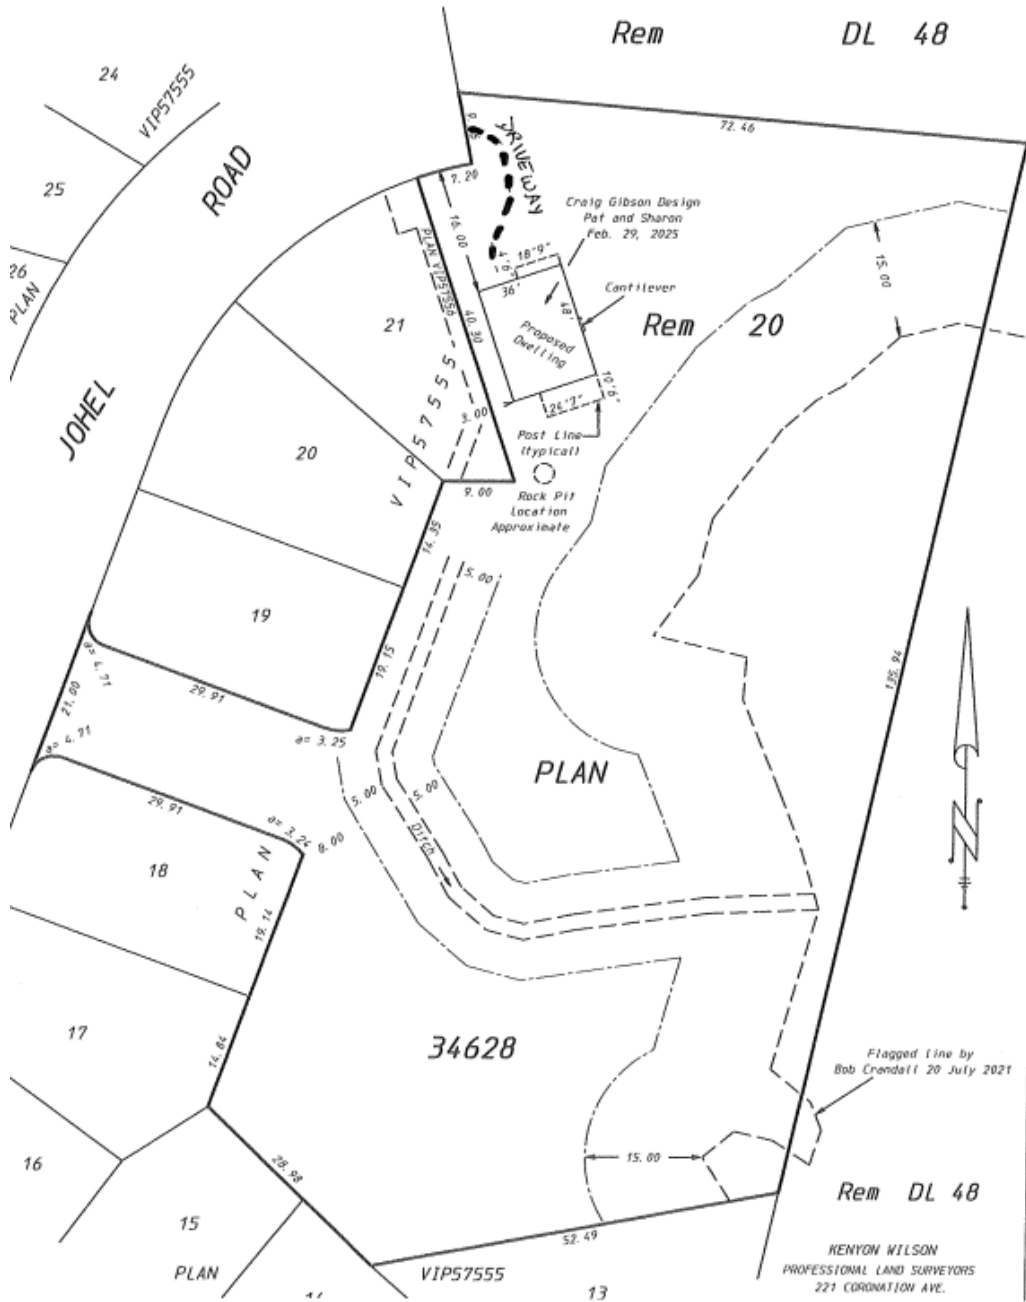 Rem DL 48
24
VIP57555
72.46
DRIVEWAY
ROAD
25
7.20
Craig Gibson Design
Pat and Sharon
Feb. 29, 2025
16.00
4'6"
18'9"
15.00
26
PLAN
PLAN VIP57556
36'
Cantilever
48'
21
40.30
Proposed
Dwelling
Rem 20
JOHEL
10'6"
24'7"
3.00
Post Line
(typical)
VIP57555
20
9.00
Rock Pit
Location
Approximate
14.35
5.00
19
19.15
135.94
a= 4.71
29.91
21.00
a= 3.25
a= 4.71
PLAN
5.00
5.00
29.91
Ditch
a= 3.24
8.00
18
PLAN
19.14
17
34628
14.84
Flagged line by
Bob Crandall 20 July 2021
16
28.98
15.00
Rem DL 48
15
52.49
PLAN
VIP57555
KENYON WILSON
PROFESSIONAL LAND SURVEYORS
221 CORONATION AVE.
13